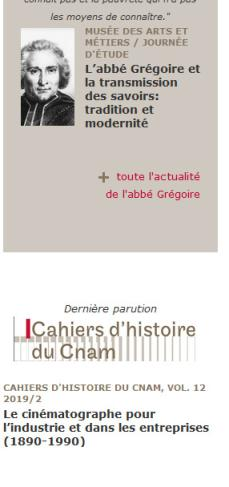 connaît pas et la pauvreté qui n'a pas
les moyens de connaître."
MUSÉE DES ARTS ET
MÉTIERS / JOURNÉE
D'ÉTUDE
L’abbé Grégoire et
la transmission
des savoirs:
tradition et
modernité
+ toute l'actualité
de l'abbé Grégoire
Dernière parution
Cahiers d'histoire
du Cnam
CAHIERS D'HISTOIRE DU CNAM, VOL. 12
2019/2
Le cinématographe pour
l’industrie et dans les entreprises
(1890-1990)